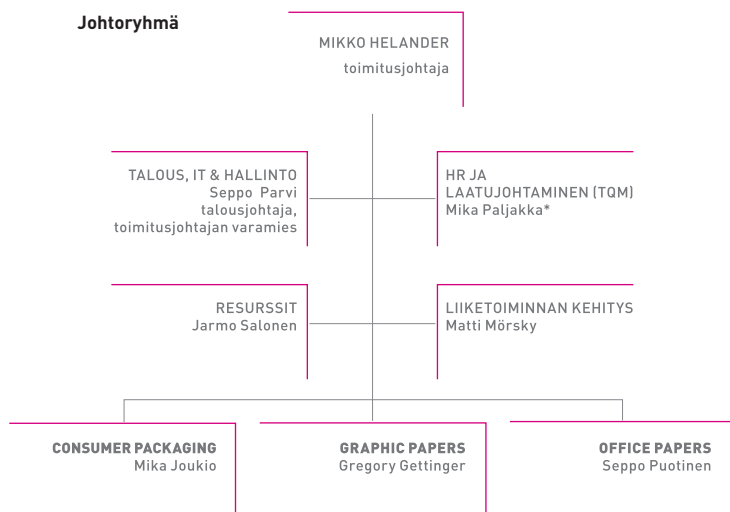 Johtoryhmä
MIKKO HELANDER
toimitusjohtaja
TALOUS, IT & HALLINTO
Seppo Parvi
talousjohtaja,
toimitusjohtajan varamies
HR JA
LAATUJOHTAMINEN (TQM)
Mika Paljakka*
RESURSSIT
Jarmo Salonen
LIIKETOIMINNAN KEHITYS
Matti Mörsky
CONSUMER PACKAGING
Mika Joukio
GRAPHIC PAPERS
Gregory Gettinger
OFFICE PAPERS
Seppo Puotinen